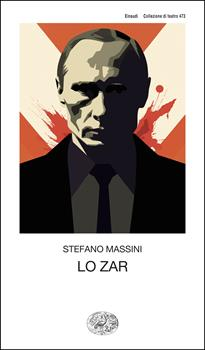 Einaudi Collezione di teatro 473
STEFANO MASSINI
LO ZAR